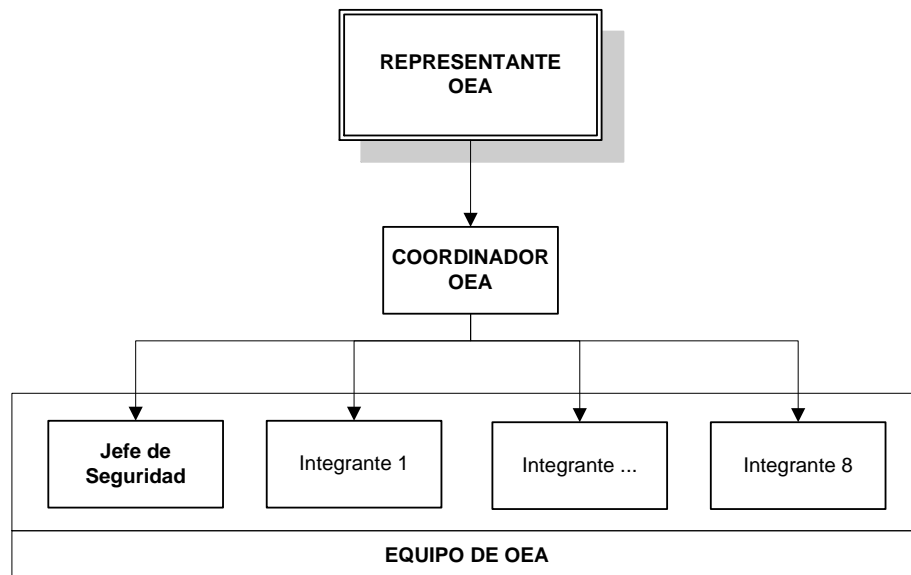 REPRESENTANTE
OEA
COORDINADOR
OEA
Jefe de
Seguridad
Integrante 1
Integrante ...
Integrante 8
EQUIPO DE OEA